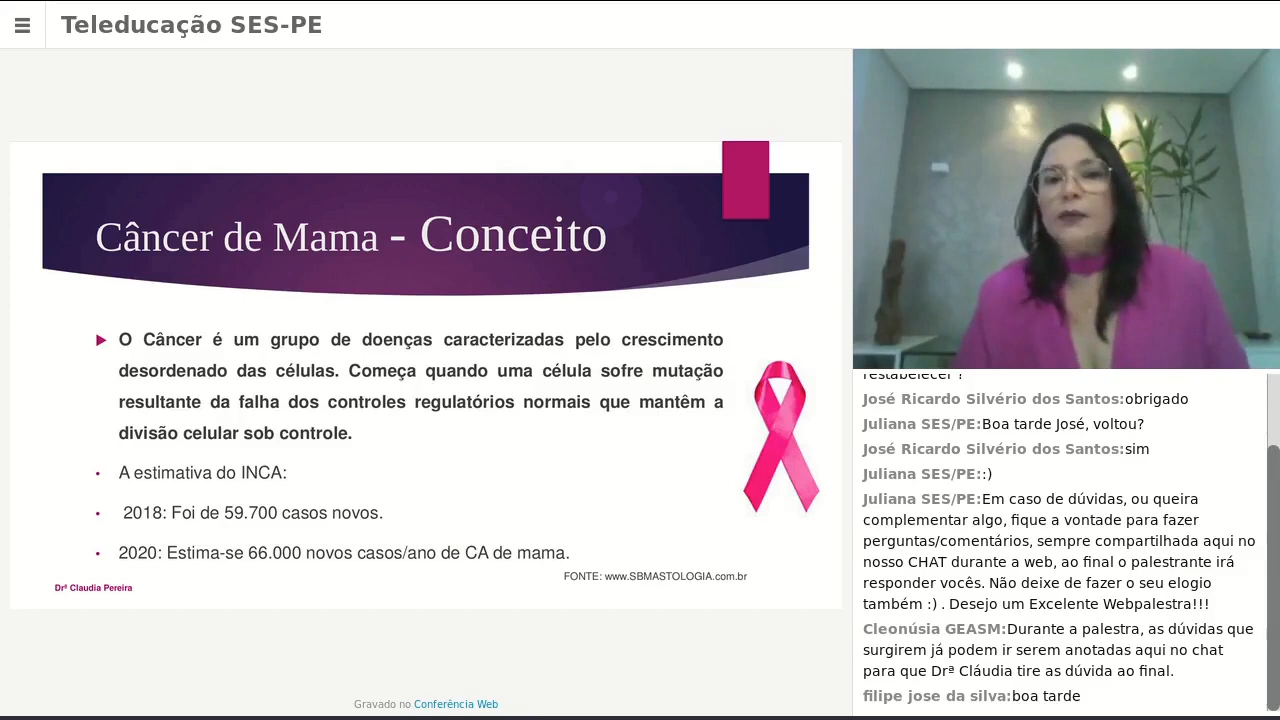 Teleducação SES-PE
Câncer de Mama - Conceito
O Câncer é um grupo de doenças caracterizadas pelo crescimento
desordenado das células. Começa quando uma célula sofre mutação
resultante da falha dos controles regulatórios normais que mantêm a
divisão celular sob controle.
• A estimativa do INCA:
• 2018: Foi de 59.700 casos novos.
• 2020: Estima-se 66.000 novos casos/ano de CA de mama.
FONTE: www.SBMASTOLOGIA.com.br
Drª Claudia Pereira
Gravado no Conferência Web
restabelecer ?
José Ricardo Silvério dos Santos:obrigado
Juliana SES/PE:Boa tarde José, voltou?
José Ricardo Silvério dos Santos:sim
Juliana SES/PE::)
Juliana SES/PE:Em caso de dúvidas, ou queira
complementar algo, fique a vontade para fazer
perguntas/comentários, sempre compartilhada aqui no
nosso CHAT durante a web, ao final o palestrante irá
responder vocês. Não deixe de fazer o seu elogio
também :) . Desejo um Excelente Webpalestra!!!
Cleonúsia GEASM:Durante a palestra, as dúvidas que
surgirem já podem ir serem anotadas aqui no chat
para que Drª Cláudia tire as dúvida ao final.
filipe jose da silva:boa tarde